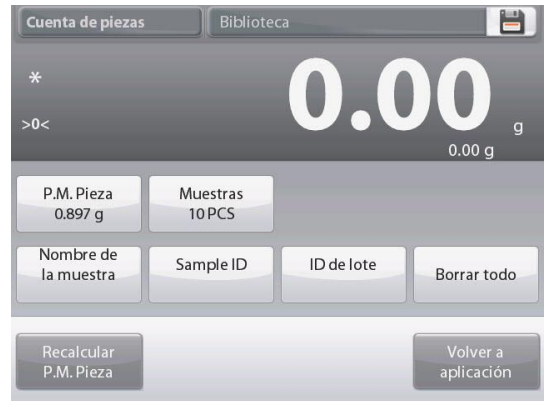 Cuenta de piezas
Biblioteca
*
0.00
>0<
g
0.00 g
P.M. Pieza
0.897 g
Muestras
10 PCS
Nombre de
la muestra
Sample ID
ID de lote
Borrar todo
Recalcular
P.M. Pieza
Volver a
aplicación